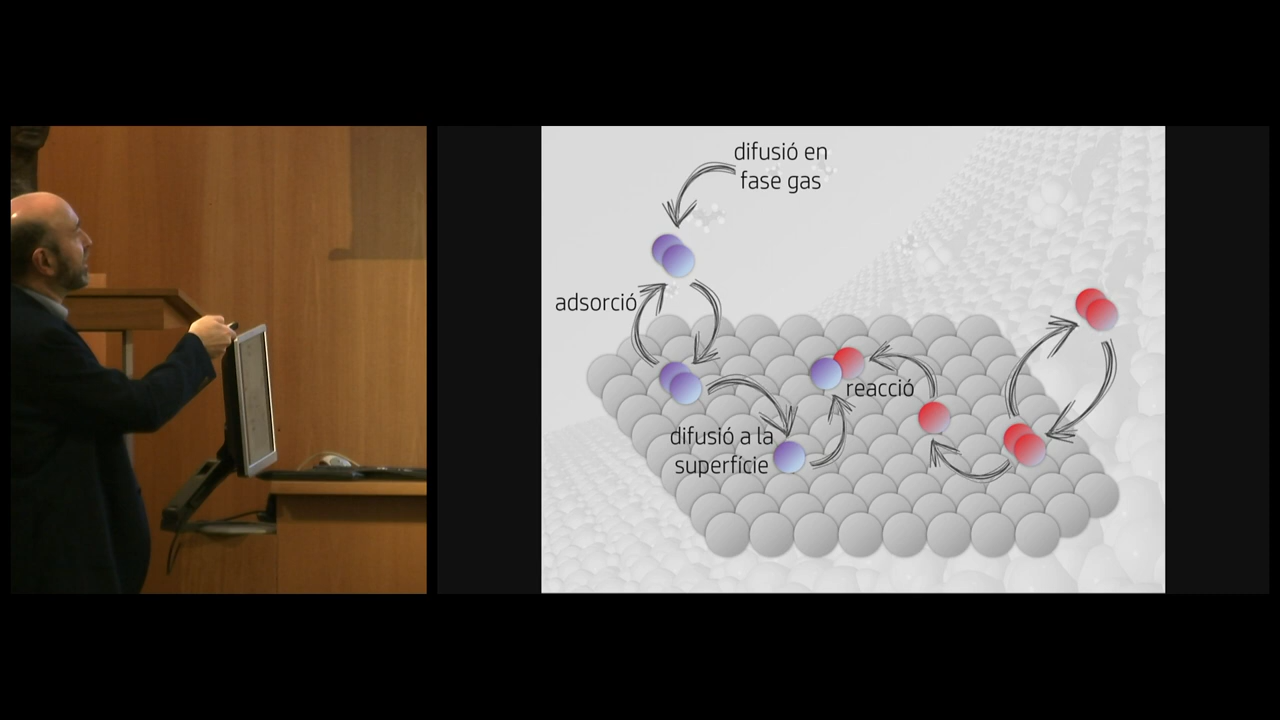 difusió en
fase gas
adsorció
reacció
difusió a la
superfície